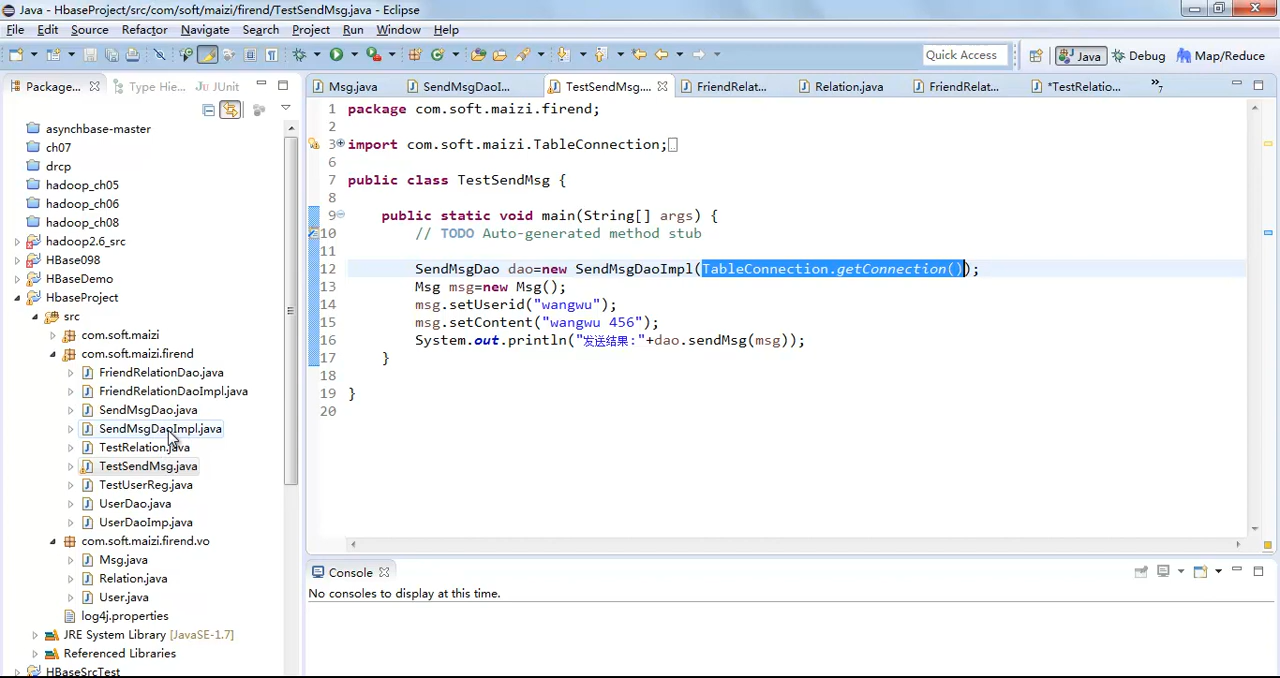 Java - HbaseProject/src/com/soft/maizi/firend/TestSendMsg.java - Eclipse
File Edit Source Refactor Navigate Search Project Run Window Help
Quick Access Java Debug Map/Reduce
Package... Type Hie... JUnit
Msg.java SendMsgDaoI... TestSendMsg.... FriendRelat... Relation.java FriendRelat... *TestRelatio... »7
asynchbase-master
ch07
drcp
hadoop_ch05
hadoop_ch06
hadoop_ch08
hadoop2.6_src
HBase098
HBaseDemo
HbaseProject
src
com.soft.maizi
com.soft.maizi.firend
FriendRelationDao.java
FriendRelationDaoImpl.java
SendMsgDao.java
SendMsgDaoImpl.java
TestRelation.java
TestSendMsg.java
TestUserReg.java
UserDao.java
UserDaoImp.java
com.soft.maizi.firend.vo
Msg.java
Relation.java
User.java
log4j.properties
JRE System Library [JavaSE-1.7]
Referenced Libraries
HBaseSrcTest
1 package com.soft.maizi.firend;
2
3 import com.soft.maizi.TableConnection;
6
7 public class TestSendMsg {
8
9 public static void main(String[] args) {
10 // TODO Auto-generated method stub
11
12 SendMsgDao dao=new SendMsgDaoImpl(TableConnection.getConnection());
13 Msg msg=new Msg();
14 msg.setUserid("wangwu");
15 msg.setContent("wangwu 456");
16 System.out.println("发送结果:"+dao.sendMsg(msg));
17 }
18
19 }
20
Console
No consoles to display at this time.